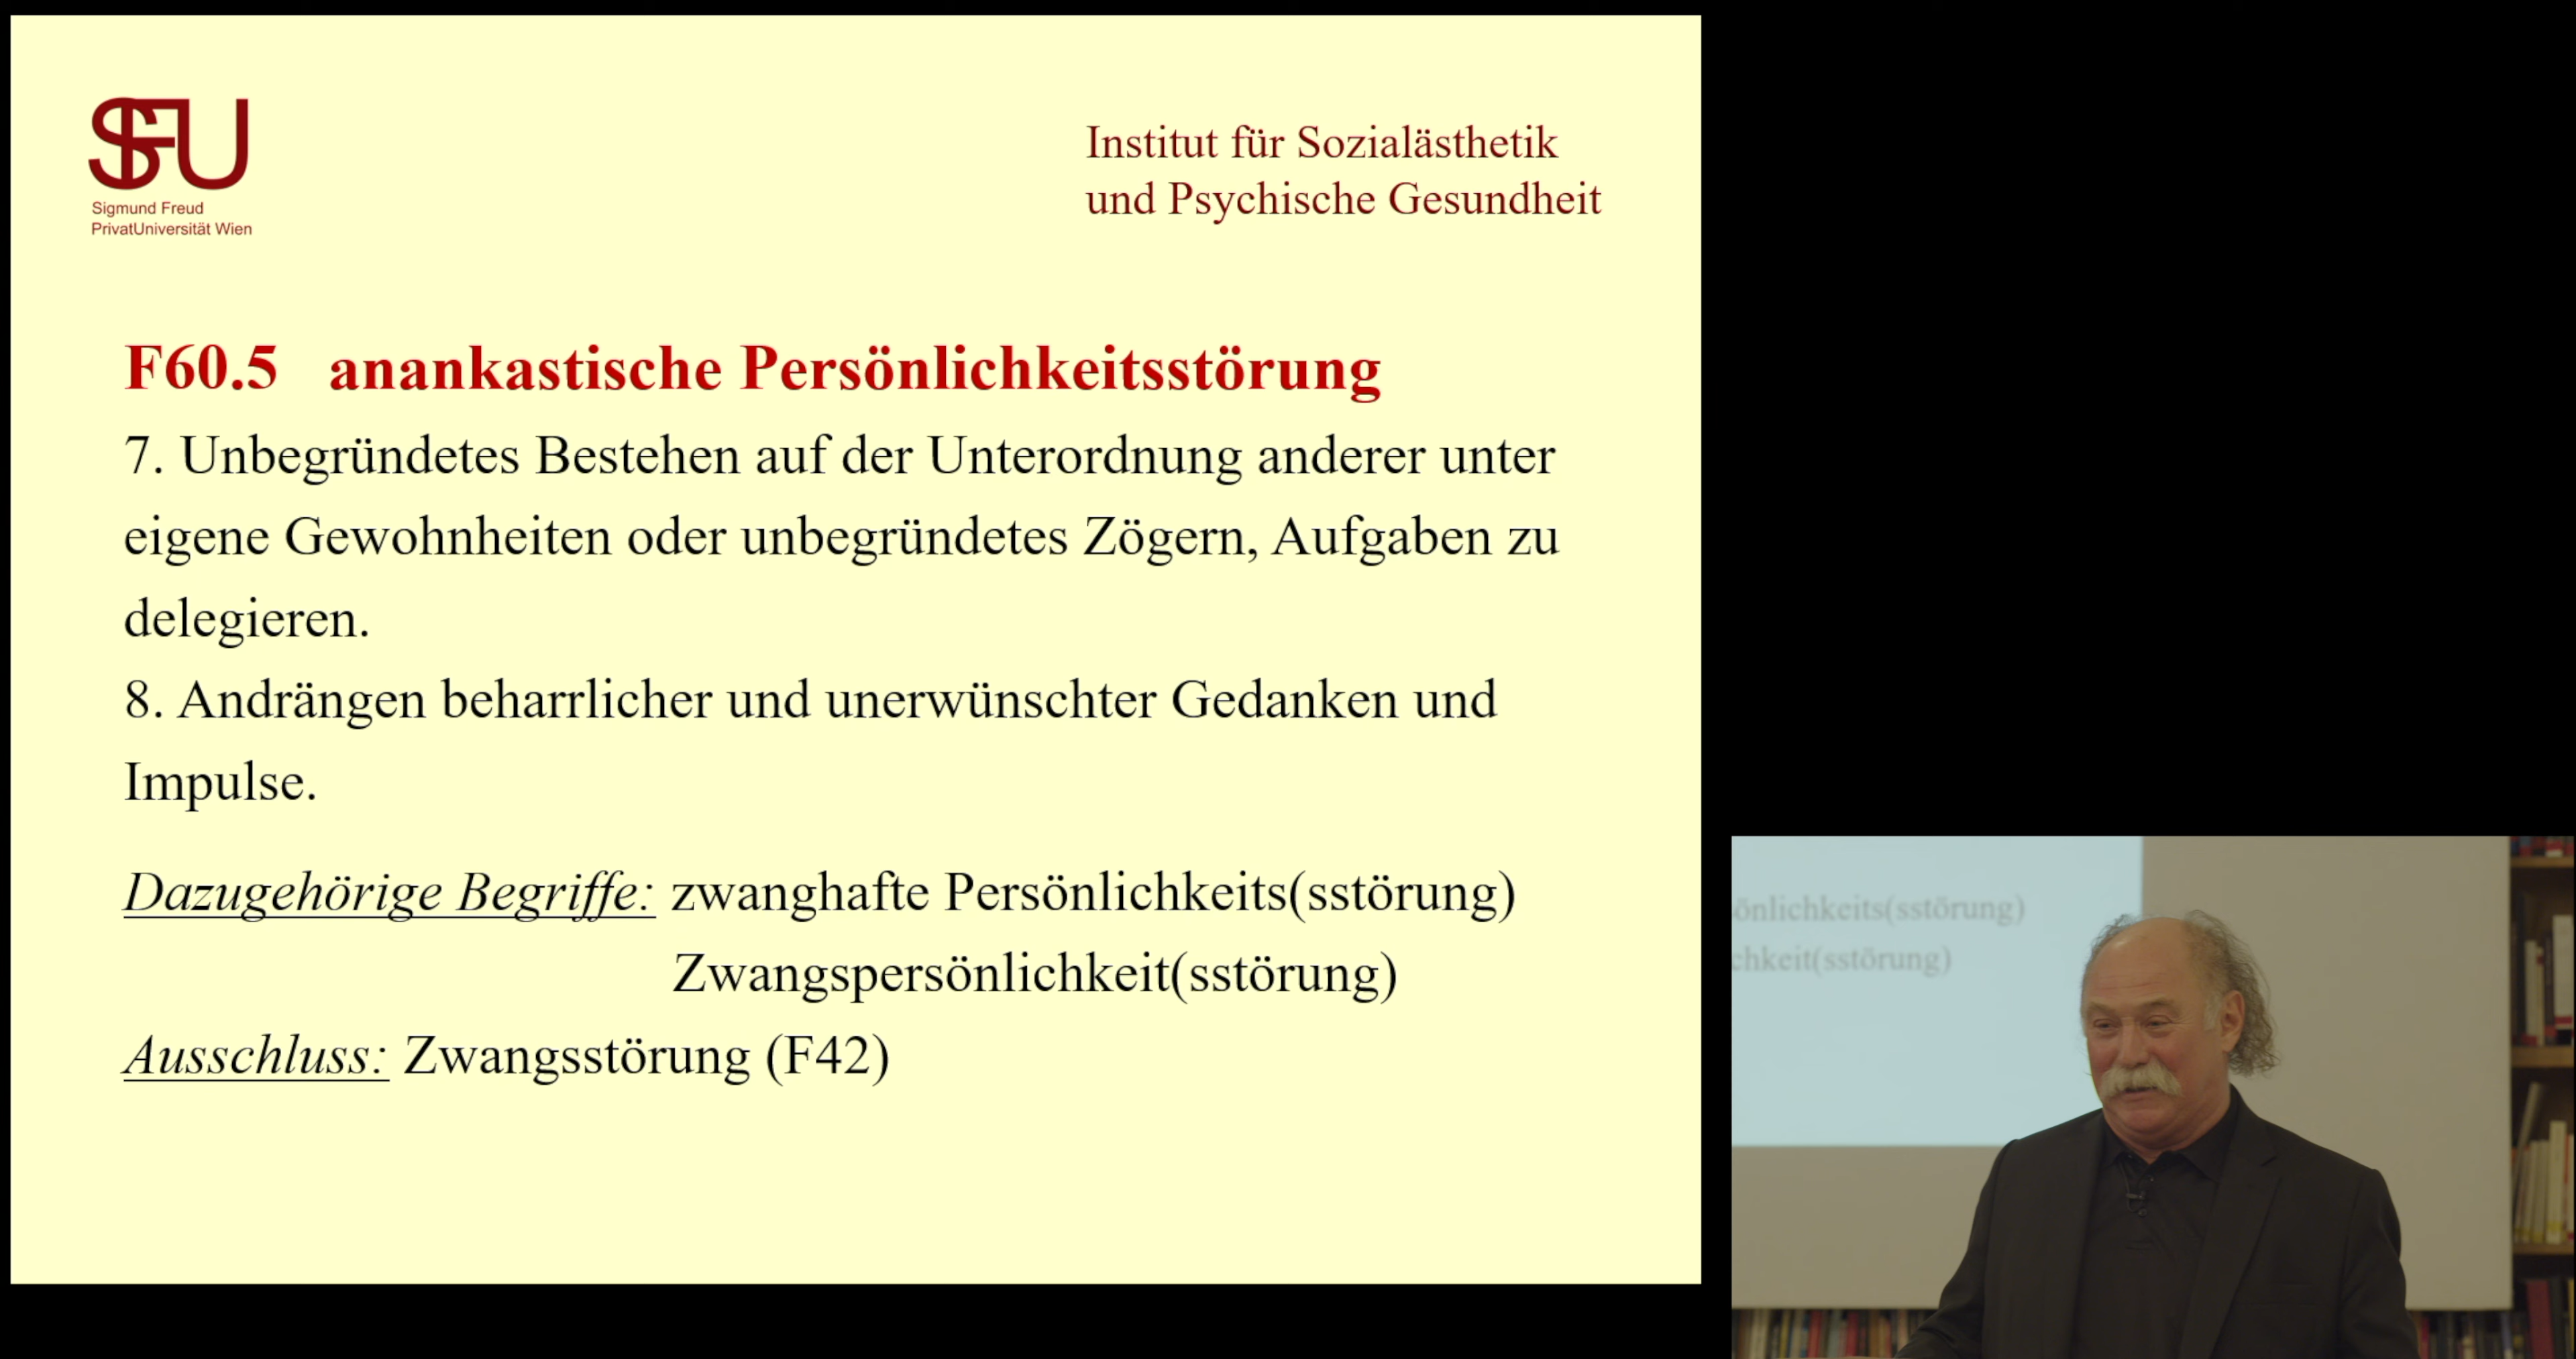 SFU
Sigmund Freud
PrivatUniversität Wien
Institut für Sozialästhetik
und Psychische Gesundheit
F60.5 anankastische Persönlichkeitsstörung
7. Unbegründetes Bestehen auf der Unterordnung anderer unter
eigene Gewohnheiten oder unbegründetes Zögern, Aufgaben zu
delegieren.
8. Andrängen beharrlicher und unerwünschter Gedanken und
Impulse.
Dazugehörige Begriffe: zwanghafte Persönlichkeits(sstörung)
Zwangspersönlichkeit(sstörung)
Ausschluss: Zwangsstörung (F42)
önlichkeits(sstörung)
chkeit(sstörung)